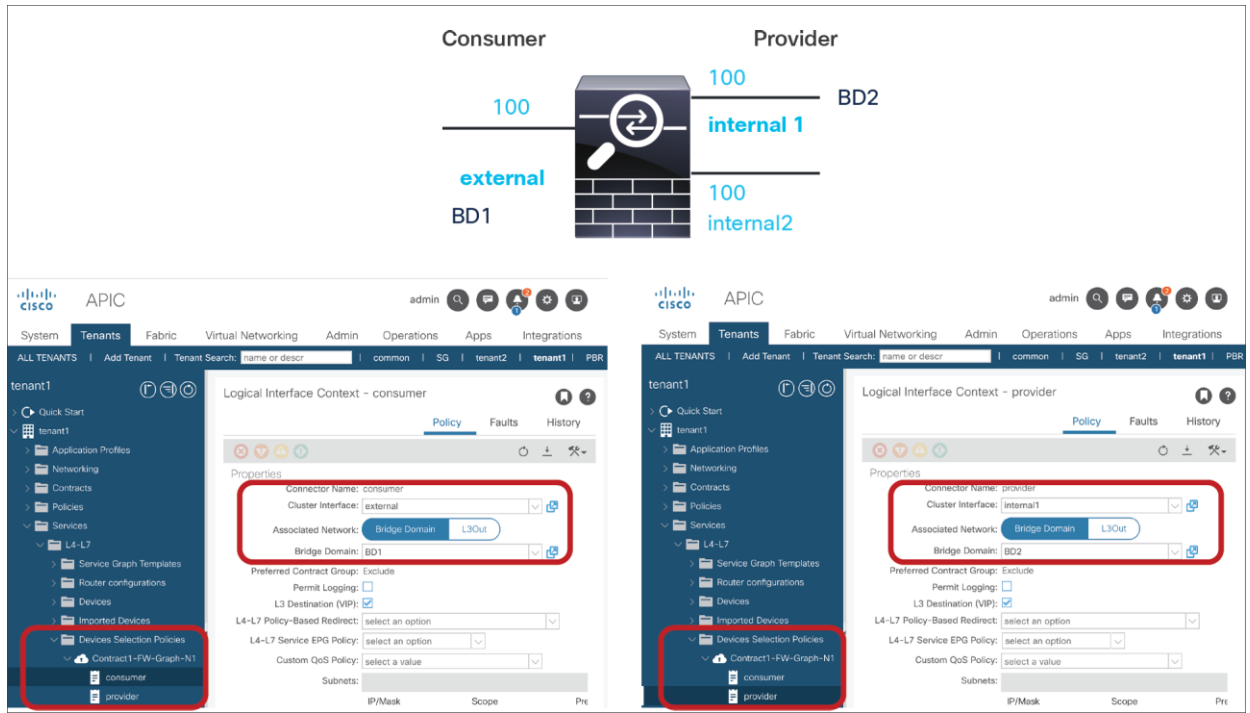 Consumer
Provider
100
100
BD2
internal 1
external
BD1
100
internal2
CISCO
APIC
admin
2
1
System Tenants Fabric Virtual Networking Admin Operations Apps Integrations
ALL TENANTS | Add Tenant | Tenant Search: name or descr | common | SG | tenant2 | tenant1 | PBR
tenant1
Quick Start
tenant1
Application Profiles
Networking
Contracts
Policies
Services
L4-L7
Service Graph Templates
Router configurations
Devices
Imported Devices
Devices Selection Policies
Contract1-FW-Graph-N1
consumer
provider
Logical Interface Context - consumer
Policy Faults History
Properties
Connector Name: consumer
Cluster Interface: external
Associated Network: Bridge Domain L3Out
Bridge Domain: BD1
Preferred Contract Group: Exclude
Permit Logging:
L3 Destination (VIP):
L4-L7 Policy-Based Redirect: select an option
L4-L7 Service EPG Policy: select an option
Custom QoS Policy: select a value
Subnets:
IP/Mask Scope Pre
CISCO
APIC
admin
2
1
System Tenants Fabric Virtual Networking Admin Operations Apps Integrations
ALL TENANTS | Add Tenant | Tenant Search: name or descr | common | SG | tenant2 | tenant1 | PBR
tenant1
Quick Start
tenant1
Application Profiles
Networking
Contracts
Policies
Services
L4-L7
Service Graph Templates
Router configurations
Devices
Imported Devices
Devices Selection Policies
Contract1-FW-Graph-N1
consumer
provider
Logical Interface Context - provider
Policy Faults History
Properties
Connector Name: provider
Cluster Interface: internal1
Associated Network: Bridge Domain L3Out
Bridge Domain: BD2
Preferred Contract Group: Exclude
Permit Logging:
L3 Destination (VIP):
L4-L7 Policy-Based Redirect: select an option
L4-L7 Service EPG Policy: select an option
Custom QoS Policy: select a value
Subnets:
IP/Mask Scope Pre